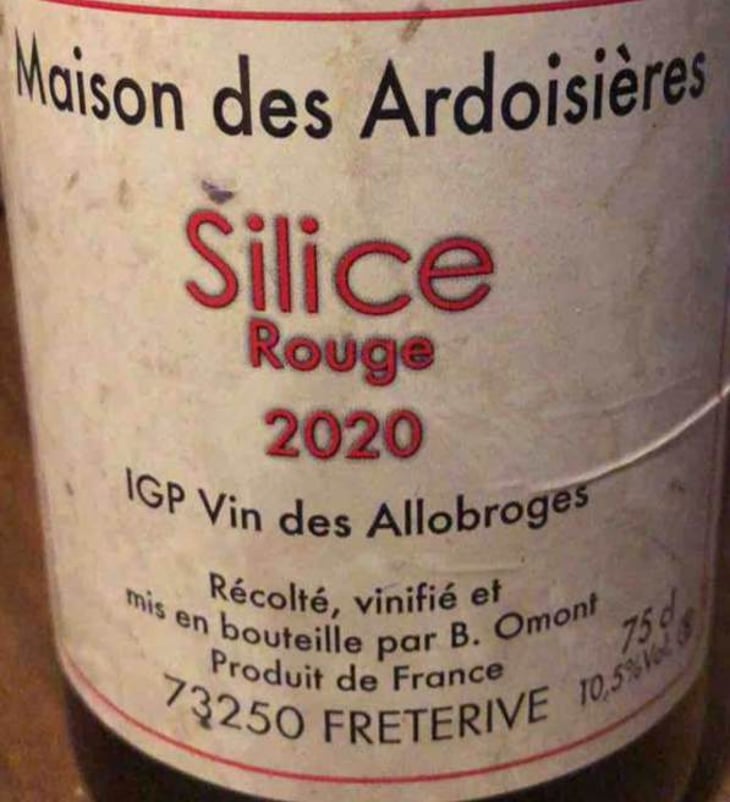 Maison des Ardoisières
Silice
Rouge
2020
IGP Vin des Allobroges
Récolté, vinifié et
mis en bouteille par B. Omont
Produit de France
73250 FRETERIVE
75 cl
10,5%Vol.